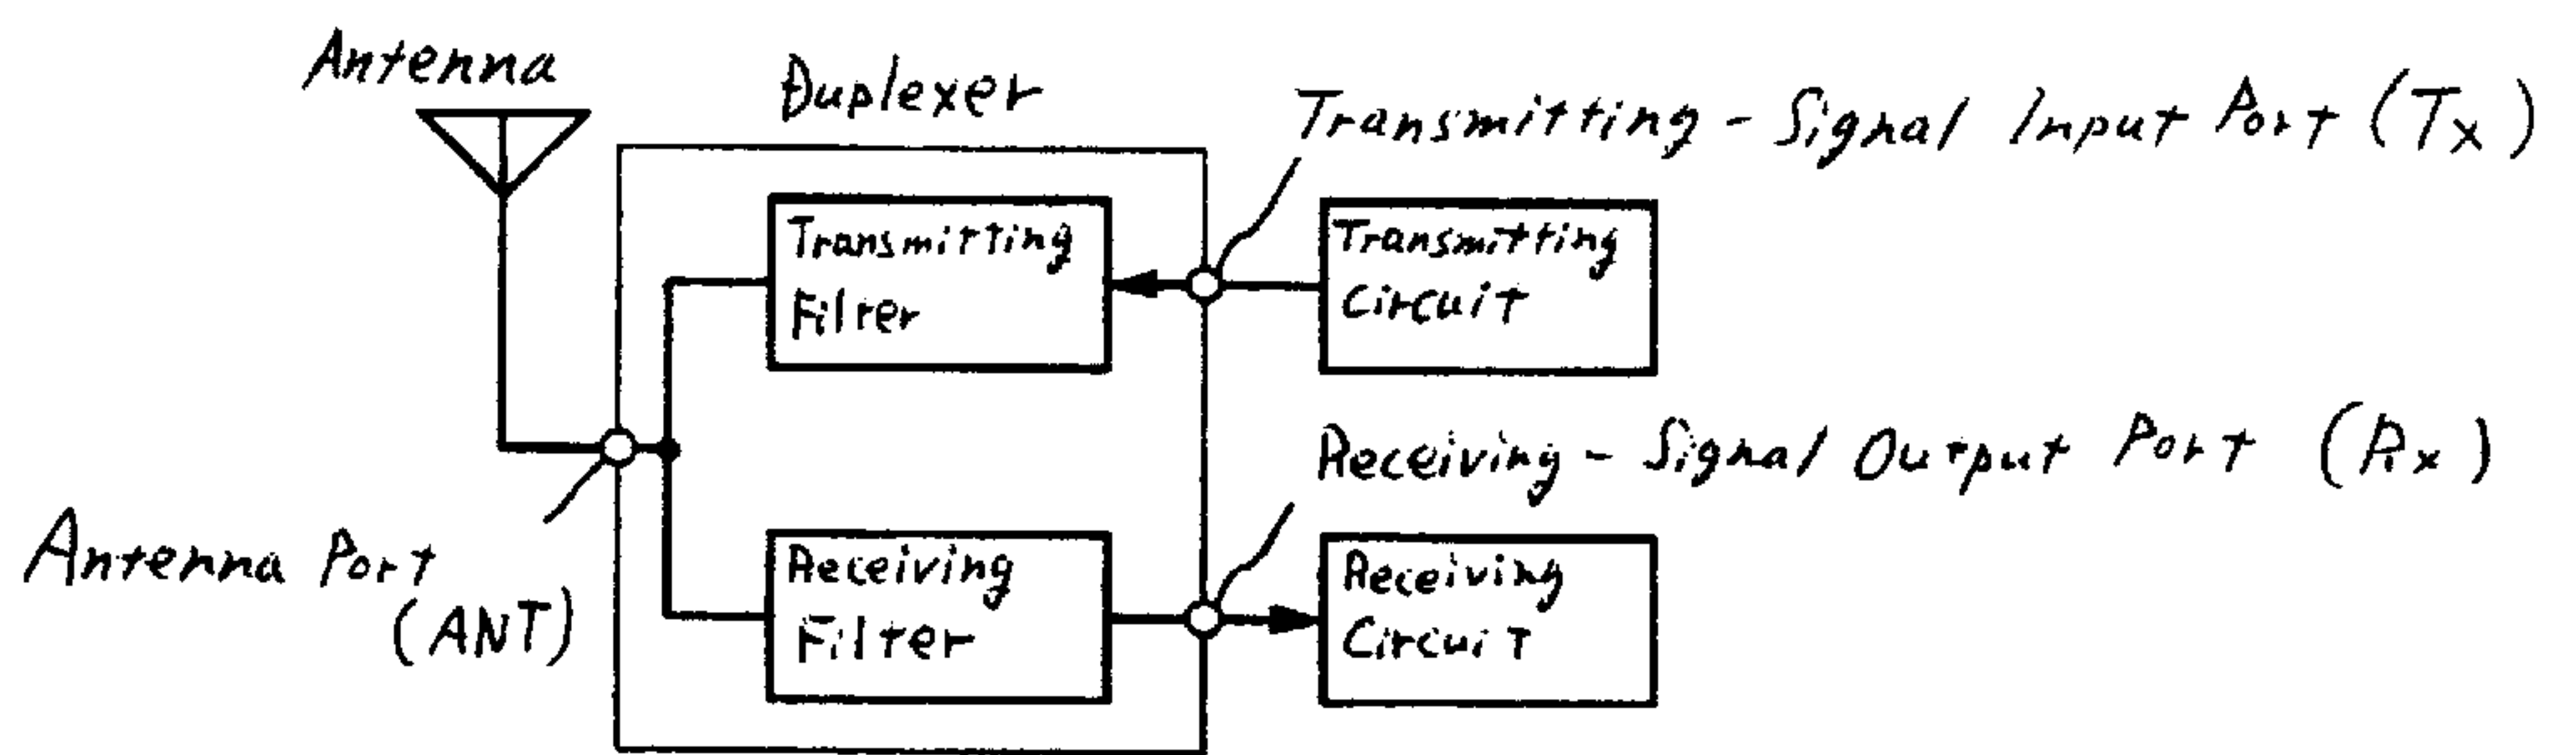 Antenna
Duplexer
Transmitting - Signal Input Port (Tx)
Transmitting
Filter
Transmitting
Circuit
Antenna Port
(ANT)
Receiving - Signal Output Port (Rx)
Receiving
Filter
Receiving
Circuit